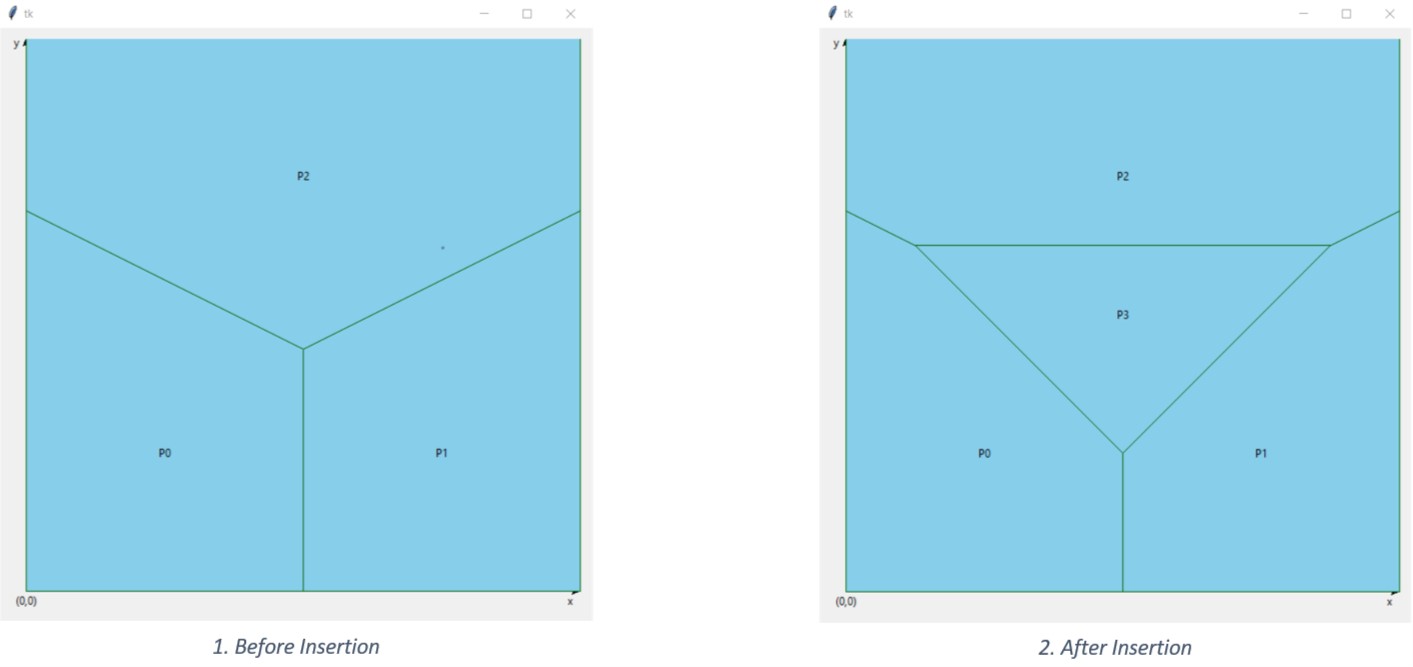 tk
y
P2
P0
P1
(0,0)
x
1. Before Insertion
tk
y
P2
P3
P0
P1
(0,0)
x
2. After Insertion